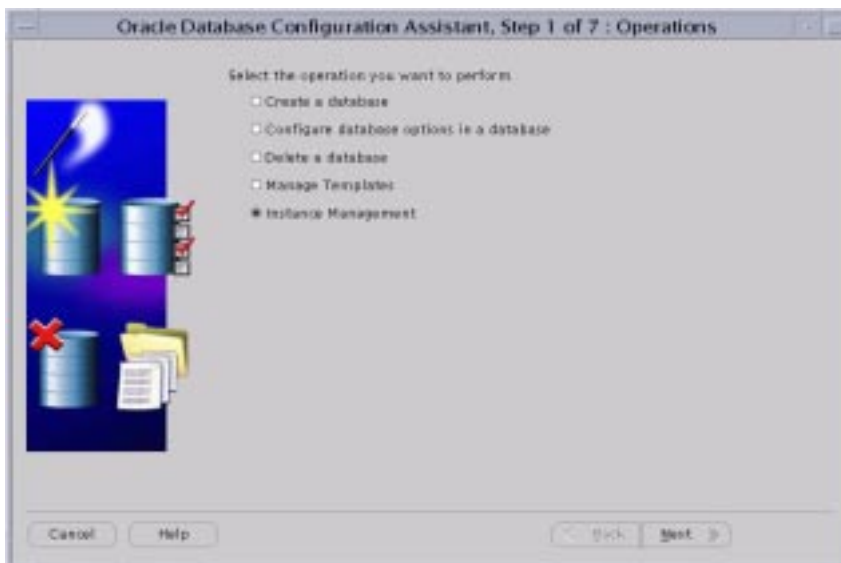 Oracle Database Configuration Assistant, Step 1 of 7 : Operations
Select the operation you want to perform
Create a database
Configure database options in a database
Delete a database
Manage Templates
Instance Management
Cancel
Help
Back
Next